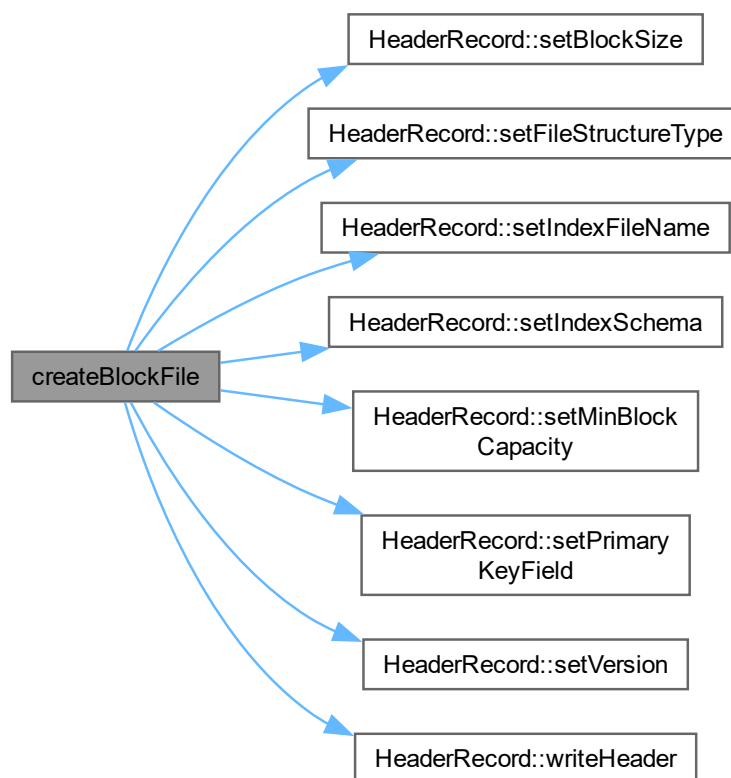 HeaderRecord::setBlockSize
HeaderRecord::setFileStructureType
HeaderRecord::setIndexFileName
HeaderRecord::setIndexSchema
createBlockFile
HeaderRecord::setMinBlock
Capacity
HeaderRecord::setPrimary
KeyField
HeaderRecord::setVersion
HeaderRecord::writeHeader